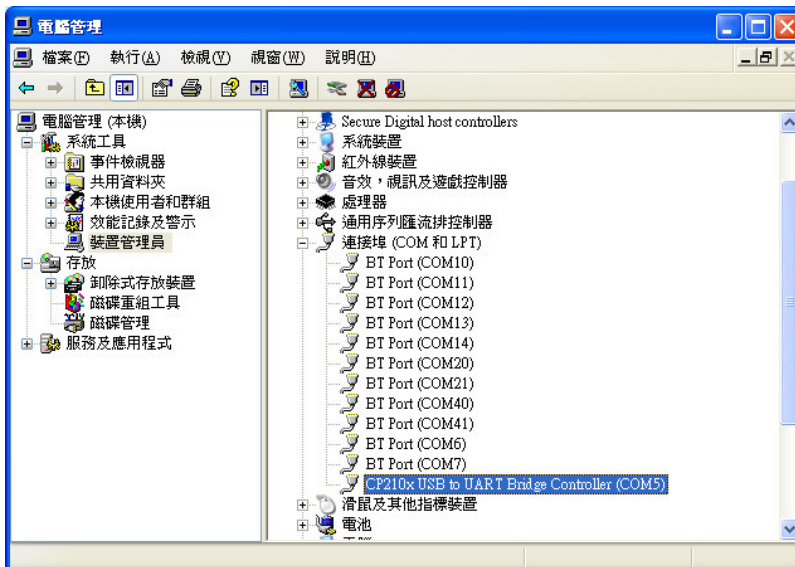 電腦管理
檔案(F) 執行(A) 檢視(V) 視窗(W) 說明(H)
電腦管理 (本機)
系統工具
事件檢視器
共用資料夾
本機使用者和群組
效能記錄及警示
裝置管理員
存放
卸除式存放裝置
磁碟重組工具
磁碟管理
服務及應用程式
Secure Digital host controllers
系統裝置
紅外線裝置
音效，視訊及遊戲控制器
處理器
通用序列匯流排控制器
連接埠 (COM 和 LPT)
BT Port (COM10)
BT Port (COM11)
BT Port (COM12)
BT Port (COM13)
BT Port (COM14)
BT Port (COM20)
BT Port (COM21)
BT Port (COM40)
BT Port (COM41)
BT Port (COM6)
BT Port (COM7)
CP210x USB to UART Bridge Controller (COM5)
滑鼠及其他指標裝置
電池